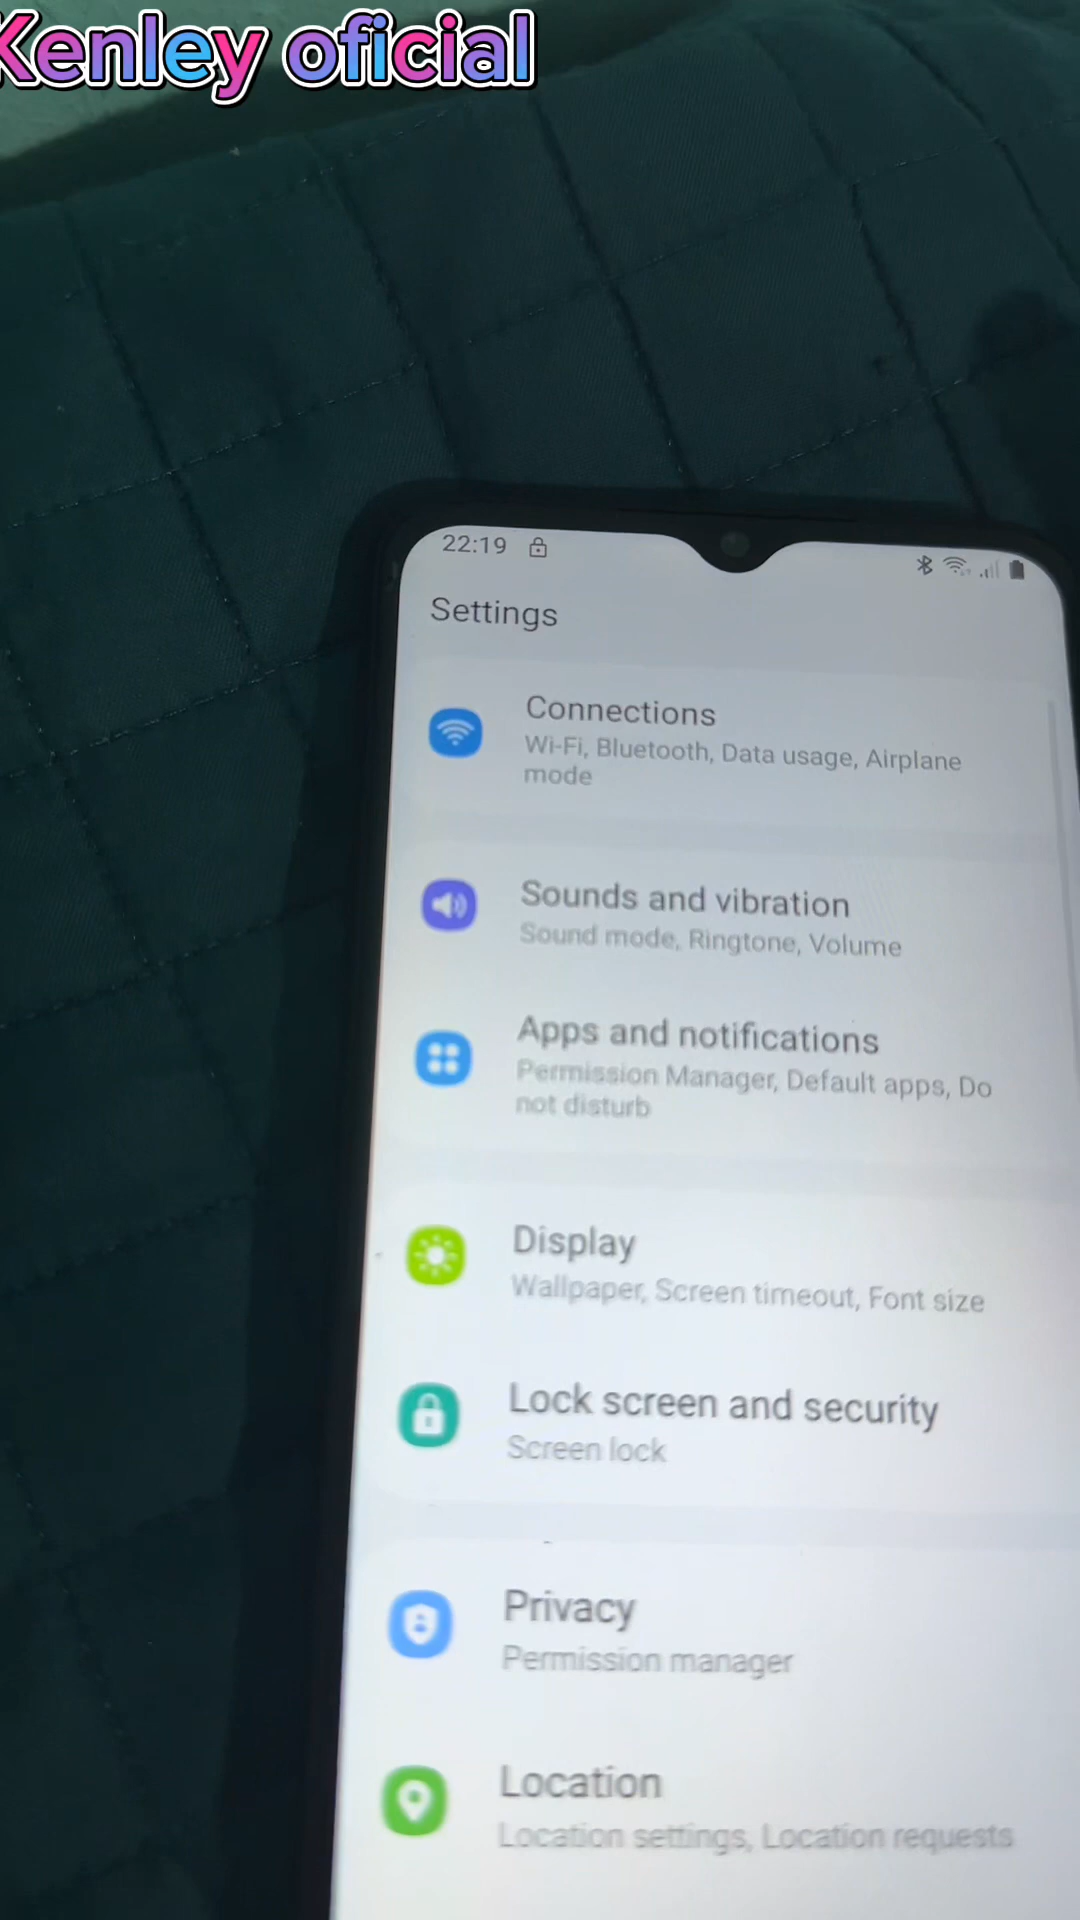 Kenley oficial
22:19
Settings
Connections
Wi-Fi, Bluetooth, Data usage, Airplane
mode
Sounds and vibration
Sound mode, Ringtone, Volume
Apps and notifications
Permission Manager, Default apps, Do
not disturb
Display
Wallpaper, Screen timeout, Font size
Lock screen and security
Screen lock
Privacy
Permission manager
Location
Location settings, Location requests